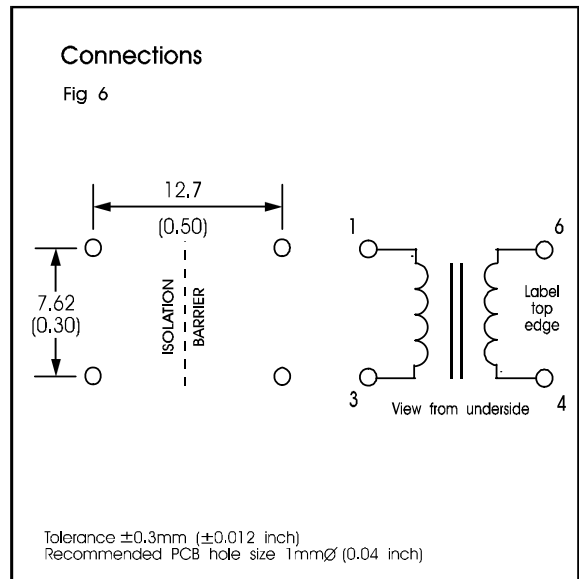 Connections
Fig 6
12.7
(0.50)
7.62
(0.30)
ISOLATION
BARRIER
1
6
Label
top
edge
3
4
View from underside
Tolerance ±0.3mm (±0.012 inch)
Recommended PCB hole size 1mmØ (0.04 inch)